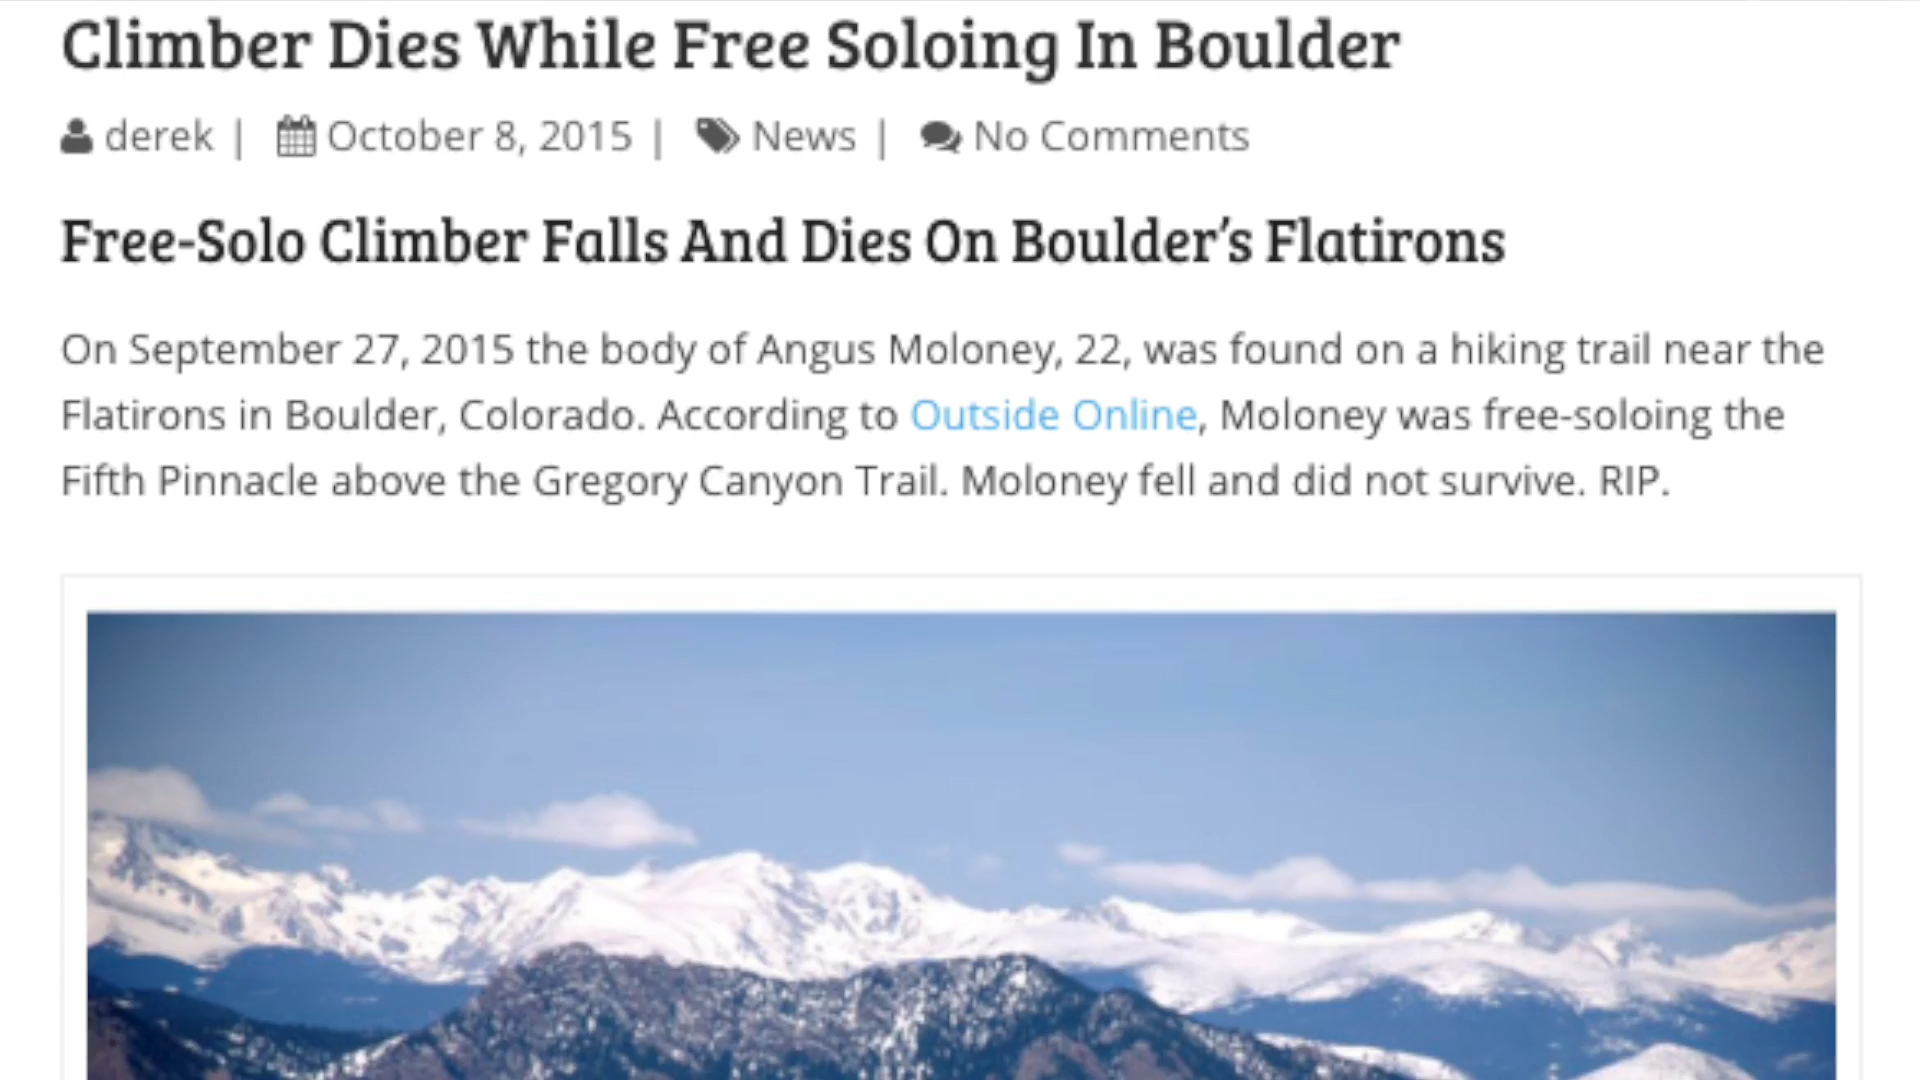 Climber Dies While Free Soloing In Boulder
derek | October 8, 2015 | News | No Comments
Free-Solo Climber Falls And Dies On Boulder’s Flatirons
On September 27, 2015 the body of Angus Moloney, 22, was found on a hiking trail near the
Flatirons in Boulder, Colorado. According to Outside Online, Moloney was free-soloing the
Fifth Pinnacle above the Gregory Canyon Trail. Moloney fell and did not survive. RIP.